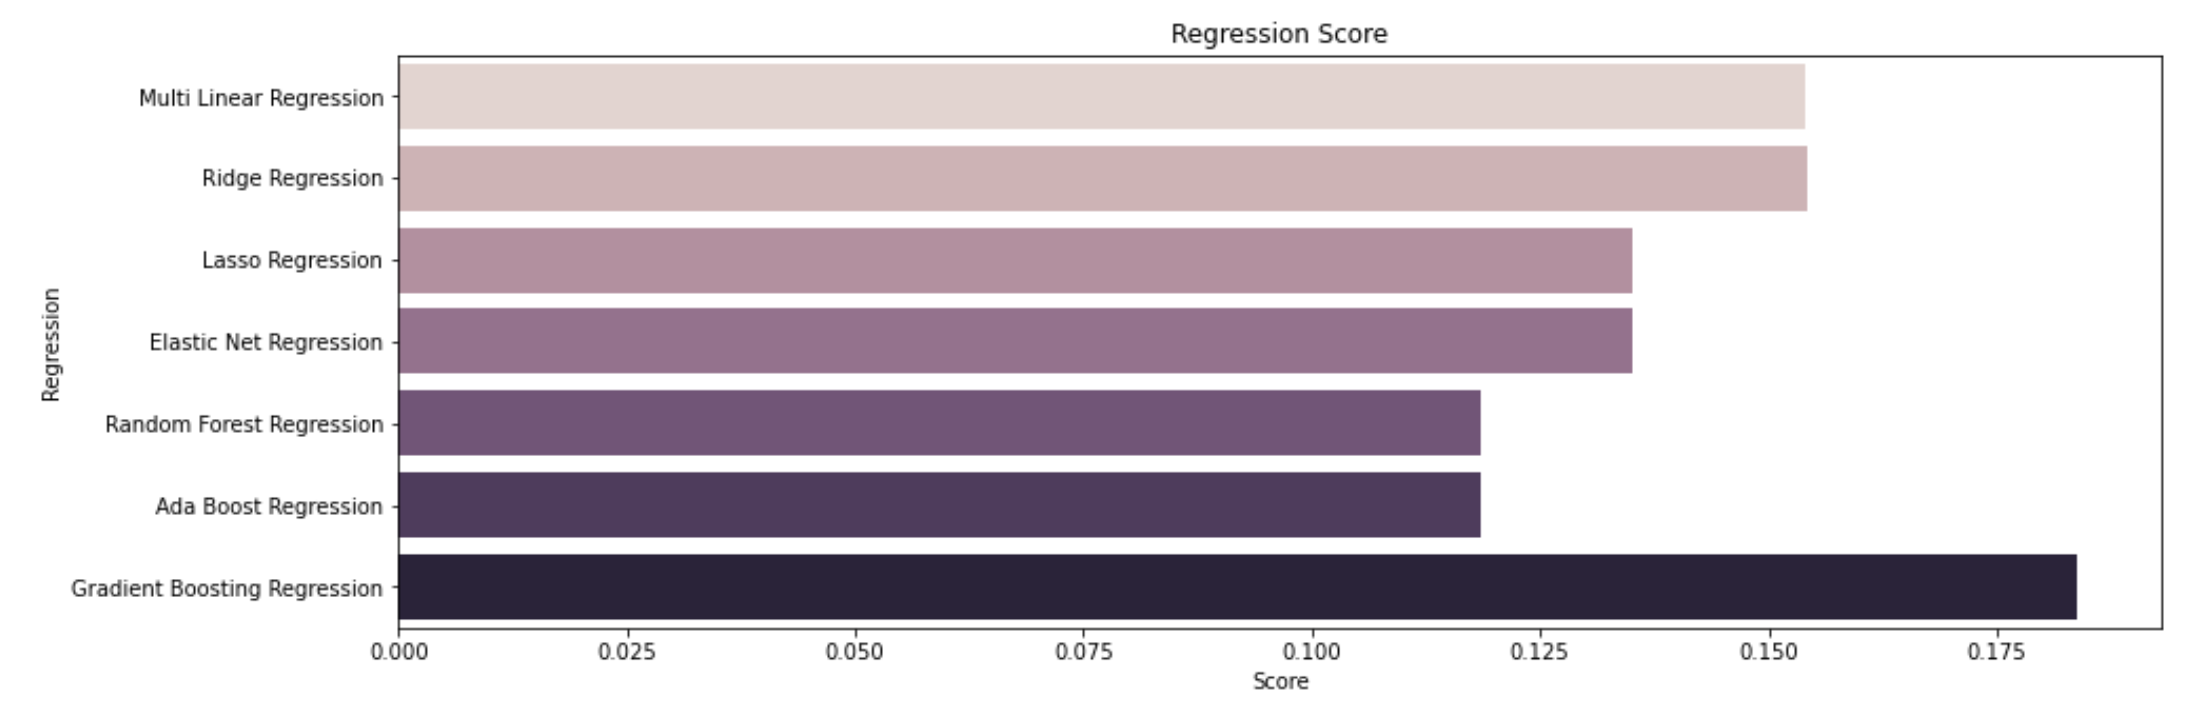 Regression Score
Regression
Multi Linear Regression
Ridge Regression
Lasso Regression
Elastic Net Regression
Random Forest Regression
Ada Boost Regression
Gradient Boosting Regression
0.000 0.025 0.050 0.075 0.100 0.125 0.150 0.175
Score